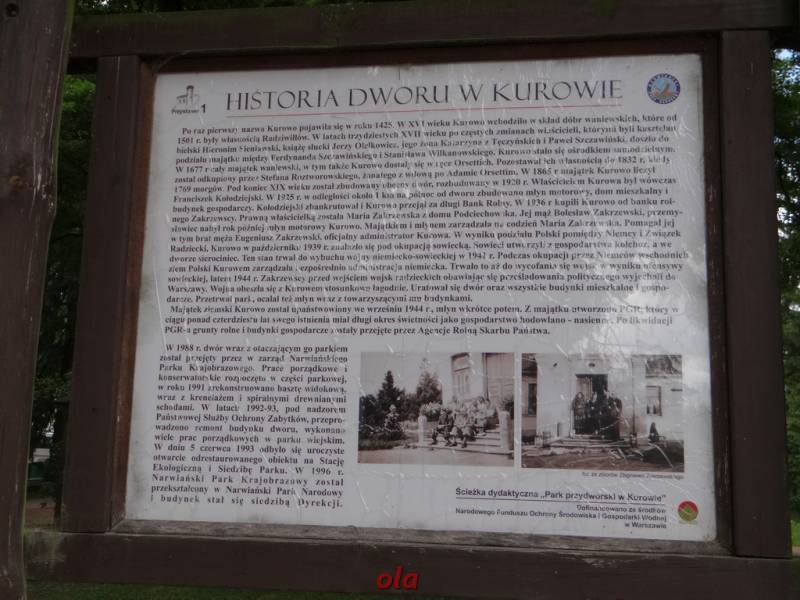 Przystanek 1
HISTORIA DWORU W KUROWIE
Po raz pierwszy nazwa Kurowo pojawiła się w roku 1425. W XVI wieku Kurowo wchodziło w skład dóbr waniewskich, które od
1501 r. były własnością Radziwiłłów. W latach trzydziestych XVII wieku po częstych zmianach właścicieli, którymi byli kasztelan
bielski Hieronim Sieniawski, książę słucki Jerzy Olelkowicz, jego żona Katarzyna z Tęczyńskich i Paweł Szczawiński, doszło do
podziału majątku między Ferdynanda Szczawińskiego i Stanisława Wilkanowskiego. Kurowo stało się ośrodkiem samodzielnym.
W 1677 r. cały majątek waniewski, w tym także Kurowo dostały się w ręce Orsettich. Pozostawał ich własnością do 1832 r. kiedy
został odkupiony przez Stefana Roztworowskiego, żonatego z wdową po Adamie Orsettim. W 1865 r majątek Kurowo liczył
1769 morgów. Pod koniec XIX wieku został zbudowany obecny dwór, rozbudowany w 1920 r. Właścicielem Kurowa był wówczas
Franciszek Kołodziejski. W 1925 r. w odległości około 1 km na północ od dworu zbudowano młyn motorowy, dom mieszkalny i
budynek gospodarczy. Kołodziejski zbankrutował i Kurowo przejął za długi Bank Rolny. W 1936 r kupili Kurowo od banku rol-
nego Zakrzewscy. Prawną właścicielką została Maria Zakrzewska z domu Podciechowska. Jej mąż Bolesław Zakrzewski, przemy-
słowiec nabył rok później młyn motorowy Kurowo. Majątkiem i młynem zarządzała na codzień Maria Zakrzewska. Pomagał jej
w tym brat męża Eugeniusz Zakrzewski, oficjalny administrator Kurowa. W wyniku podziału Polski pomiędzy Niemcy i Związek
Radziecki, Kurowo w październiku 1939 r. znalazło się pod okupacją sowiecką. Sowieci utworzyli z gospodarstwa kołchoz, a we
dworze sierociniec. Ten stan trwał do wybuchu wojny niemiecko-sowieckiej w 1941 r. Podczas okupacji przez Niemców wschodnich
ziem Polski Kurowem zarządzała bezpośrednio administracja niemiecka. Trwało to aż do wycofania się wojsk w wyniku ofensywy
sowieckiej, latem 1944 r. Zakrzewscy przed wejściem wojsk radzieckich obawiając się prześladowania politycznego wyjechali do
Warszawy. Wojna obeszła się z Kurowem stosunkowo łagodzie. Uratował się dwór oraz wszystkie budynki mieszkalne i gospo-
darcze. Przetrwał park, ocalał też młyn wraz z towarzyszącymi mu budynkami.
Majątek ziemski Kurowo został upaństwowiony we wrześniu 1944 r., młyn wkrótce potem. Z majątku utworzono PGR, który w
ciągu ponad czterdziestu lat swego istnienia miał długi okres świetności jako gospodarstwo hodowlano - nasienne. Po likwidacji
PGR-a grunty rolne i budynki gospodarcze zostały przejęte przez Agencję Rolną Skarbu Państwa.
W 1988 r. dwór wraz z otaczającym go parkiem
został przejęty przez w zarząd Narwiańskiego
Parku Krajobrazowego. Prace porządkowe i
konserwatorskie rozpoczęto w części parkowej,
w roku 1991 zrekonstruowano basztę widokową,
wraz z krenelażem i spiralnymi drewnianymi
schodami. W latach 1992-93, pod nadzorem
Państwowej Służby Ochrony Zabytków, przepro-
wadzono remont budynku dworu, wykonano
wiele prac porządkowych w parku wiejskim.
W dniu 5 czerwca 1993 odbyło się uroczyste
otwarcie odrestaurowanego obiektu na Stację
Ekologiczną i Siedzibę Parku. W 1996 r.
Narwiański Park Krajobrazowy został
przekształcony w Narwiański Park Narodowy
i budynek stał się siedzibą Dyrekcji.
fot. ze zbiorów Zbigniewa Zakrzewskiego
Ścieżka dydaktyczna „Park przydworski w Kurowie"
Dofinansowano ze środków
Narodowego Funduszu Ochrony Środowiska i Gospodarki Wodnej
w Warszawie
ola